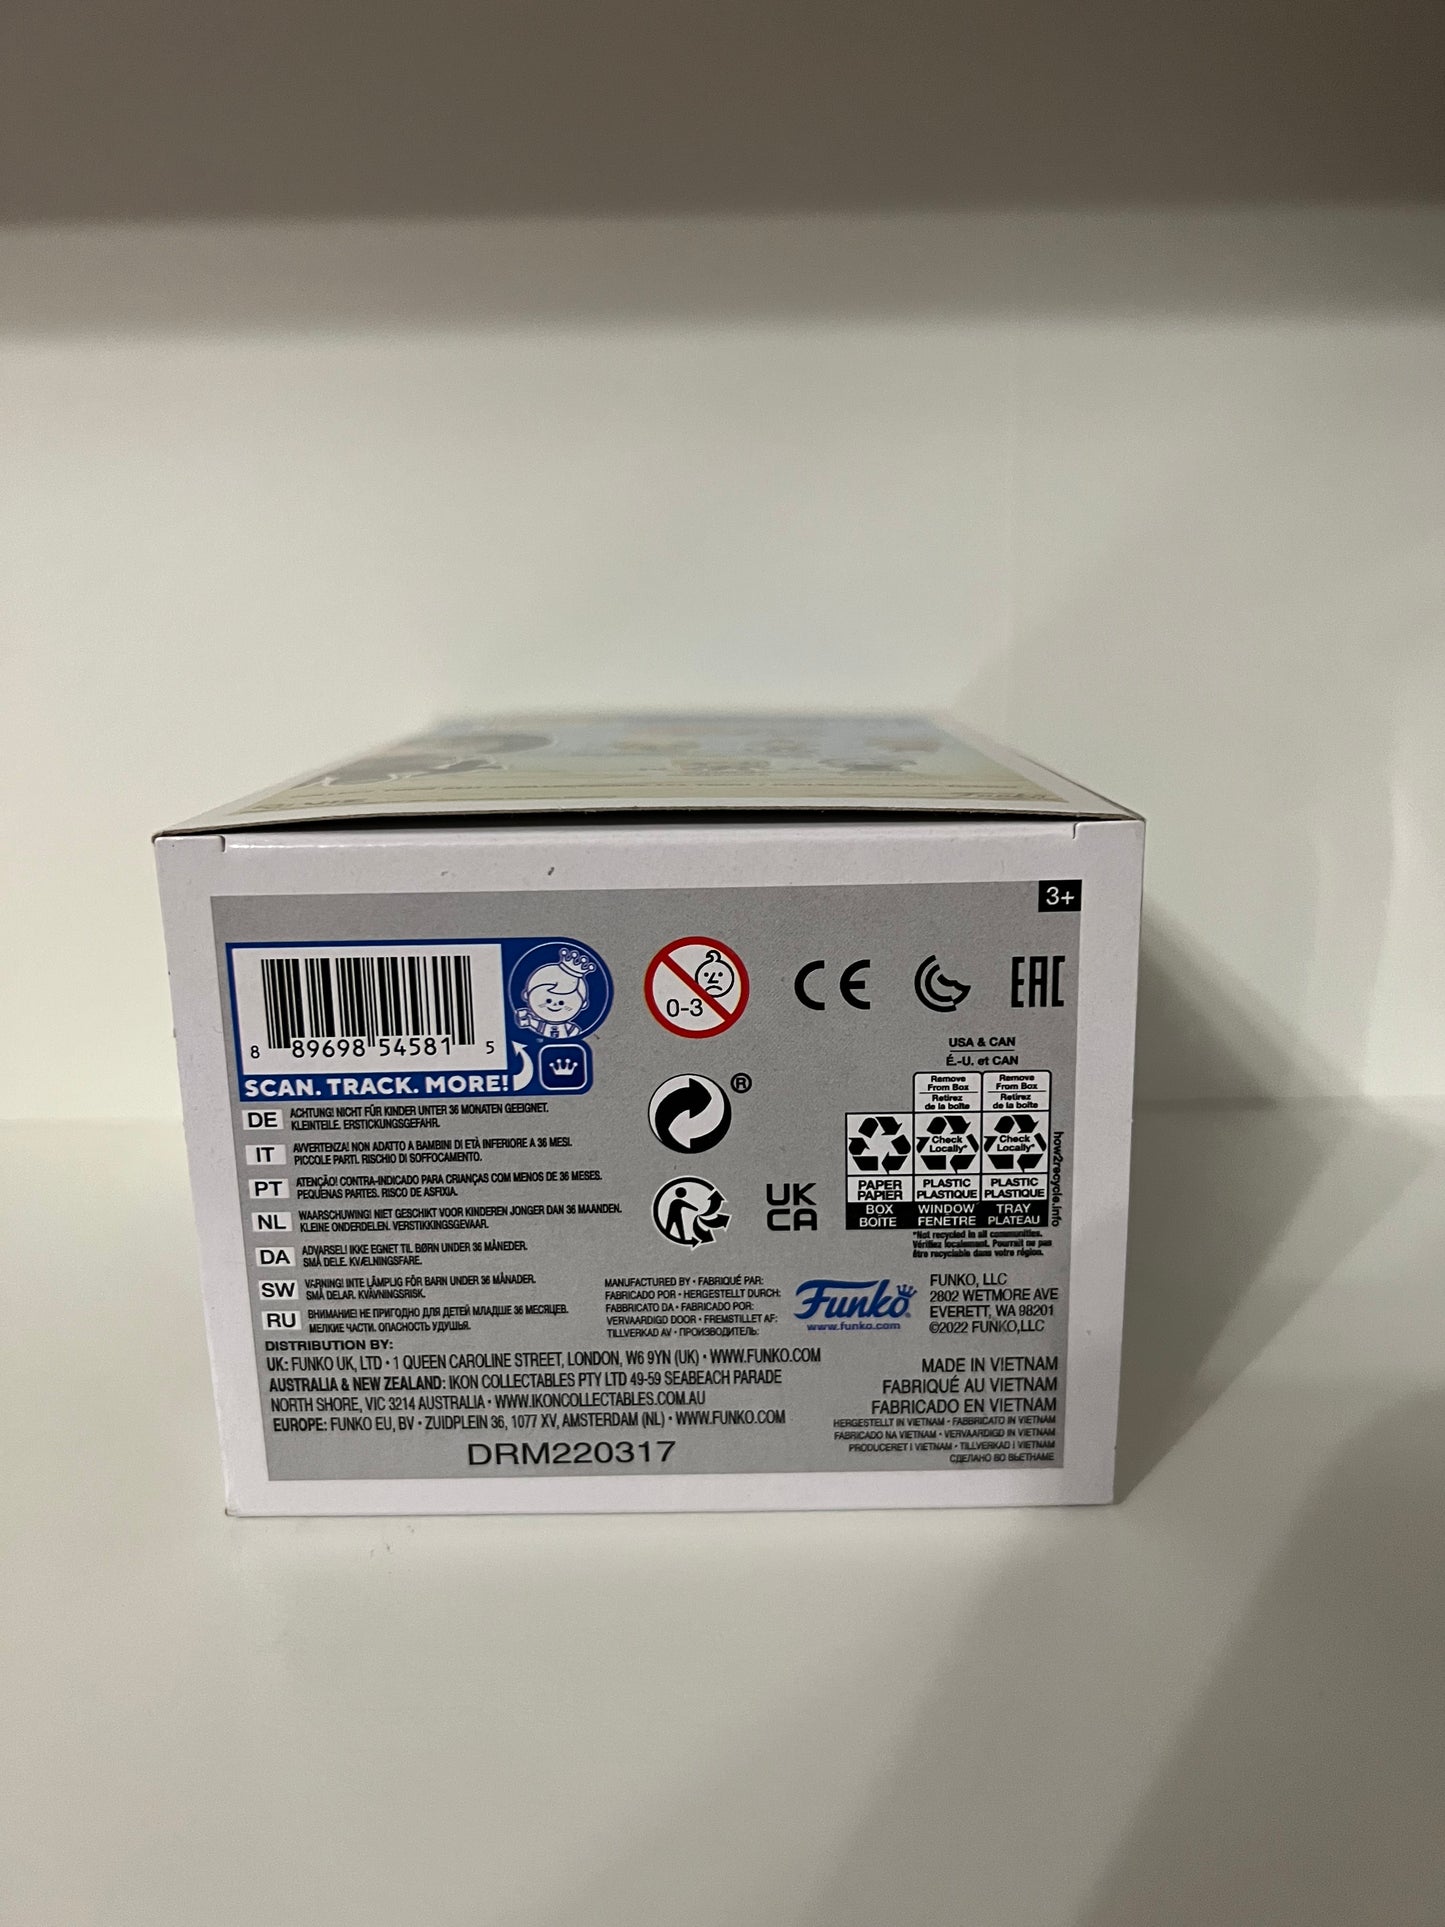 3+
8 89698 54581 5
SCAN. TRACK. MORE!
0-3
CE
EAC
USA & CAN
É.-U. et CAN
Remove From Box
Retirez de la boîte
Remove From Box
Retirez de la boîte
Check Locally*
Check Locally*
PAPER PAPIER
PLASTIC PLASTIQUE
PLASTIC PLASTIQUE
BOX BOITE
WINDOW FENÊTRE
TRAY PLATEAU
how2recycle.info
*Not recycled in all communities.
Vérifiez localement. Pourrait ne pas
être recyclable dans votre région.
®
UK
CA
DE ACHTUNG! NICHT FÜR KINDER UNTER 36 MONATEN GEEIGNET.
KLEINTEILE. ERSTICKUNGSGEFAHR.
IT AVVERTENZA! NON ADATTO A BAMBINI DI ETÀ INFERIORE A 36 MESI.
PICCOLE PARTI. RISCHIO DI SOFFOCAMENTO.
PT ATENÇÃO! CONTRA-INDICADO PARA CRIANÇAS COM MENOS DE 36 MESES.
PEQUENAS PARTES. RISCO DE ASFIXIA.
NL WAARSCHUWING! NIET GESCHIKT VOOR KINDEREN JONGER DAN 36 MAANDEN.
KLEINE ONDERDELEN. VERSTIKKINGSGEVAAR.
DA ADVARSEL! IKKE EGNET TIL BØRN UNDER 36 MÅNEDER.
SMÅ DELE. KVÆLNINGSFARE.
SW VARNING! INTE LÄMPLIG FÖR BARN UNDER 36 MÅNADER.
SMÅ DELAR. KVÄVNINGSRISK.
RU ВНИМАНИЕ! НЕ ПРИГОДНО ДЛЯ ДЕТЕЙ МЛАДШЕ 36 МЕСЯЦЕВ.
МЕЛКИЕ ЧАСТИ. ОПАСНОСТЬ УДУШЬЯ.
MANUFACTURED BY • FABRIQUÉ PAR:
FABRICADO POR • HERGESTELLT DURCH:
FABBRICATO DA • FABRICADO POR:
VERVAARDIGD DOOR • FREMSTILLET AF:
TILLVERKAD AV • ПРОИЗВОДИТЕЛЬ:
Funko
www.funko.com
FUNKO, LLC
2802 WETMORE AVE
EVERETT, WA 98201
©2022 FUNKO,LLC
DISTRIBUTION BY:
UK: FUNKO UK, LTD • 1 QUEEN CAROLINE STREET, LONDON, W6 9YN (UK) • WWW.FUNKO.COM
AUSTRALIA & NEW ZEALAND: IKON COLLECTABLES PTY LTD 49-59 SEABEACH PARADE
NORTH SHORE, VIC 3214 AUSTRALIA • WWW.IKONCOLLECTABLES.COM.AU
EUROPE: FUNKO EU, BV • ZUIDPLEIN 36, 1077 XV, AMSTERDAM (NL) • WWW.FUNKO.COM
DRM220317
MADE IN VIETNAM
FABRIQUÉ AU VIETNAM
FABRICADO EN VIETNAM
HERGESTELLT IN VIETNAM • FABBRICATO IN VIETNAM
FABRICADO NA VIETNAM • VERVAARDIGD IN VIETNAM
PRODUCERET I VIETNAM • TILLVERKAD I VIETNAM
СДЕЛАНО ВО ВЬЕТНАМЕ